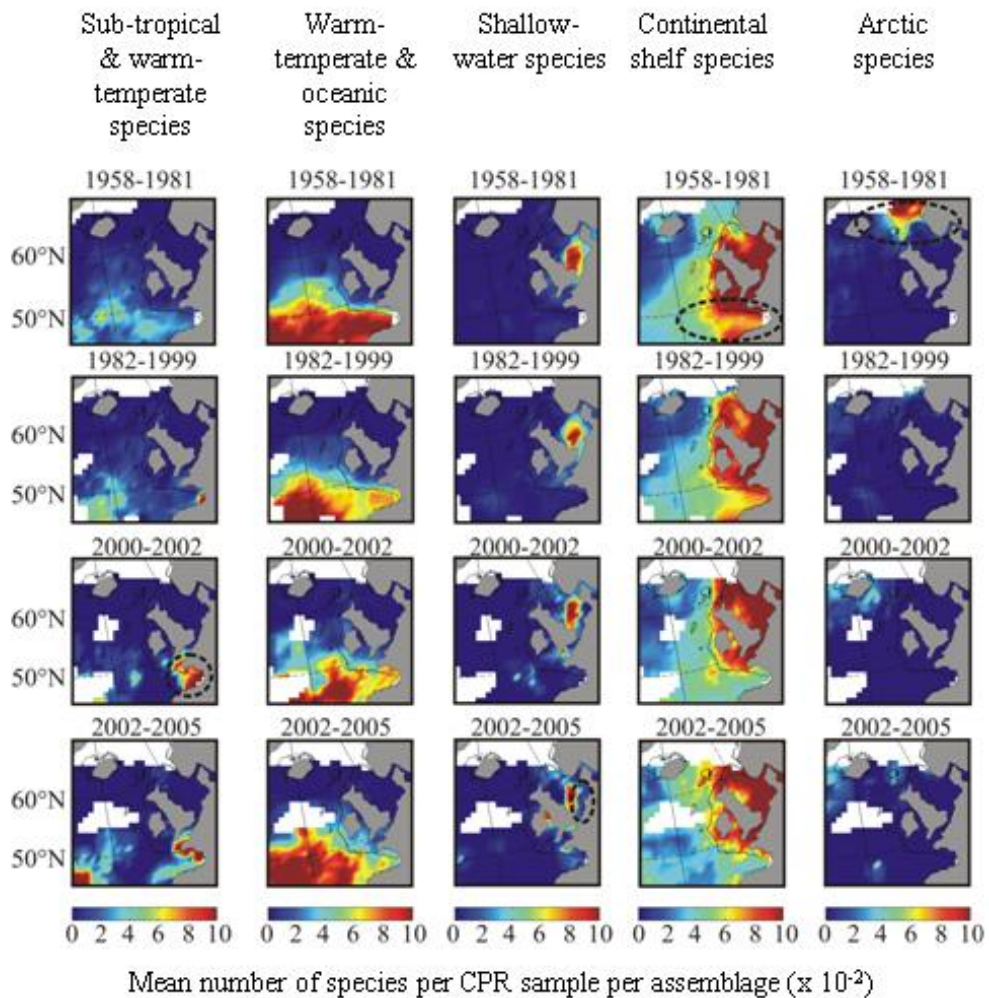 Sub-tropical
& warm-
temperate
species
Warm-
temperate &
oceanic
species
Shallow-
water species
Continental
shelf species
Arctic
species
1958-1981 1958-1981 1958-1981 1958-1981 1958-1981
60°N
50°N
1982-1999 1982-1999 1982-1999 1982-1999 1982-1999
60°N
50°N
2000-2002 2000-2002 2000-2002 2000-2002 2000-2002
60°N
50°N
2002-2005 2002-2005 2002-2005 2002-2005 2002-2005
60°N
50°N
0 2 4 6 8 10 0 2 4 6 8 10 0 2 4 6 8 10 0 2 4 6 8 10 0 2 4 6 8 10
Mean number of species per CPR sample per assemblage (x 10⁻²)